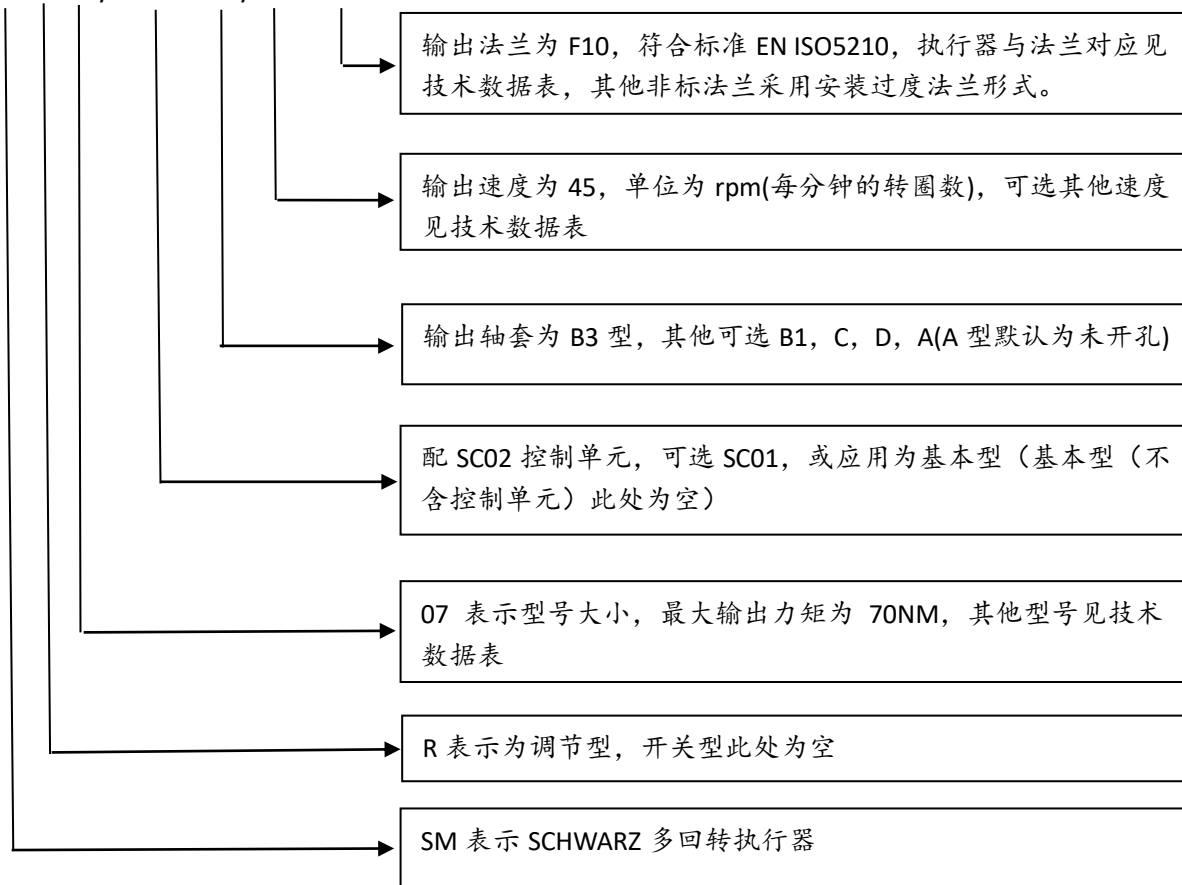 输出法兰为 F10，符合标准 EN ISO5210，执行器与法兰对应见
技术数据表，其他非标法兰采用安装过度法兰形式。
输出速度为 45，单位为 rpm(每分钟的转圈数)，可选其他速度
见技术数据表
输出轴套为 B3 型，其他可选 B1，C，D，A(A 型默认为未开孔)
配 SC02 控制单元，可选 SC01，或应用为基本型（基本型（不
含控制单元）此处为空）
07 表示型号大小，最大输出力矩为 70NM，其他型号见技术
数据表
R 表示为调节型，开关型此处为空
SM 表示 SCHWARZ 多回转执行器